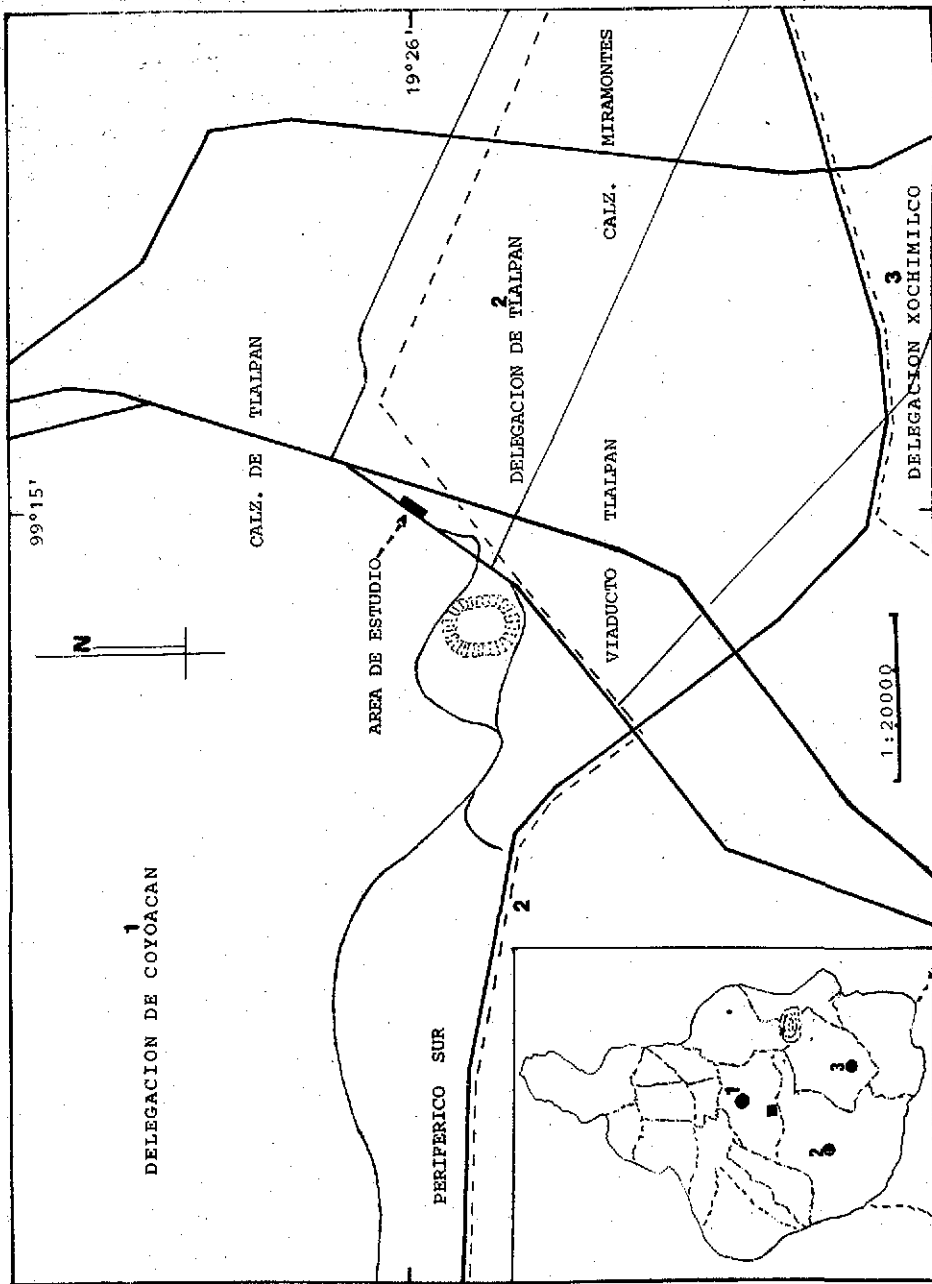 99°15'
19°26'
N
1
DELEGACION DE COYOACAN
CALZ. DE TLALPAN
AREA DE ESTUDIO
2
DELEGACION DE TLALPAN
CALZ. MIRAMONTES
VIADUCTO TLALPAN
PERIFERICO SUR
2
3
DELEGACION XOCHIMILCO
1:20000
1
2
3